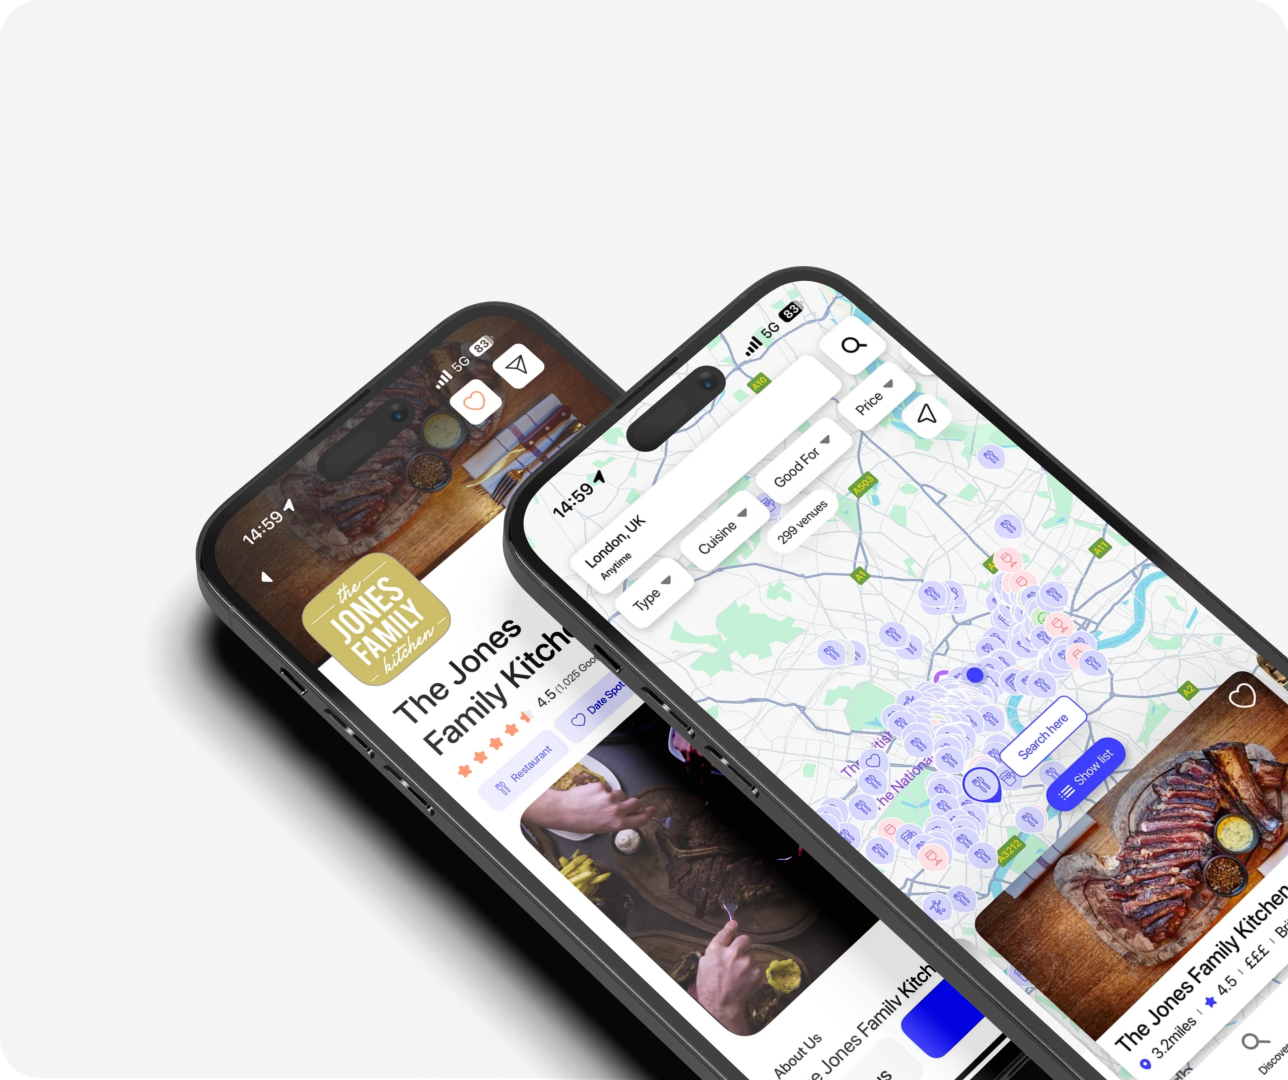 14:59
5G
83
the
JONES
FAMILY
kitchen
The Jones
Family Kitche
4.5 (1,025 Goo
Restaurant
Date Spot
About Us
e Jones Family Kitch
14:59
5G
83
London, UK
Anytime
Type
Cuisine
Good For
Price
299 venues
A10
A503
A1
A11
A2
A3212
The
tish
he Nationa
Search here
Show list
The Jones Family Kitchen
3.2miles
4.5
£££
Bri
Discove